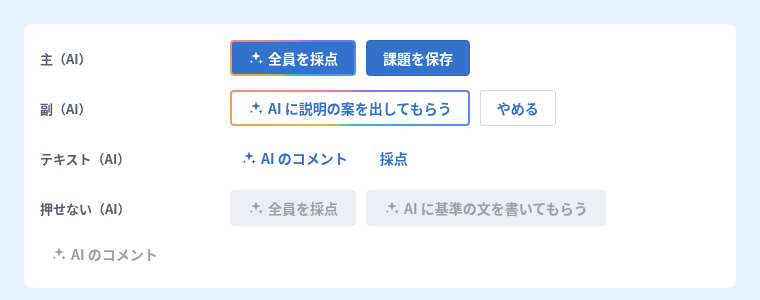 主（AI） 全員を採点 課題を保存
副（AI） AI に説明の案を出してもらう やめる
テキスト（AI） AI のコメント 採点
押せない（AI） 全員を採点 AI に基準の文を書いてもらう
AI のコメント